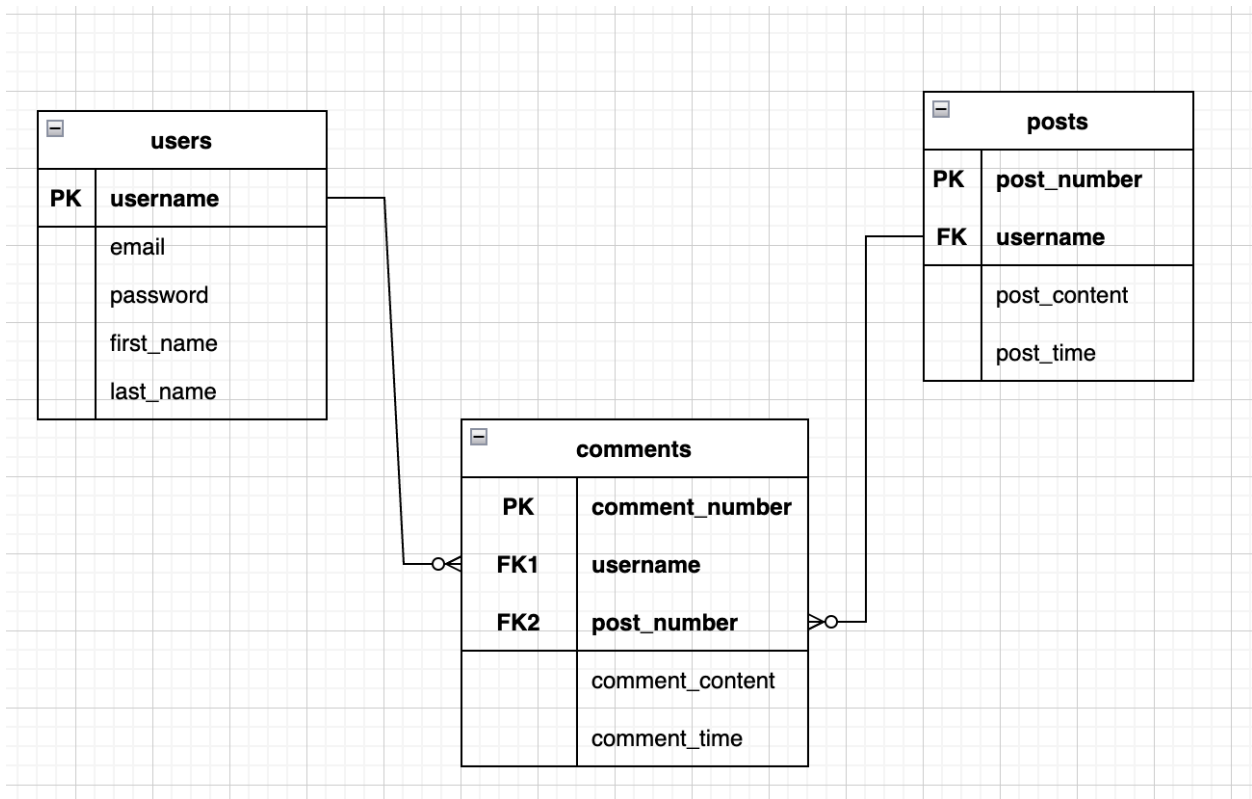 users
PK username
email
password
first_name
last_name
posts
PK post_number
FK username
post_content
post_time
comments
PK comment_number
FK1 username
FK2 post_number
comment_content
comment_time